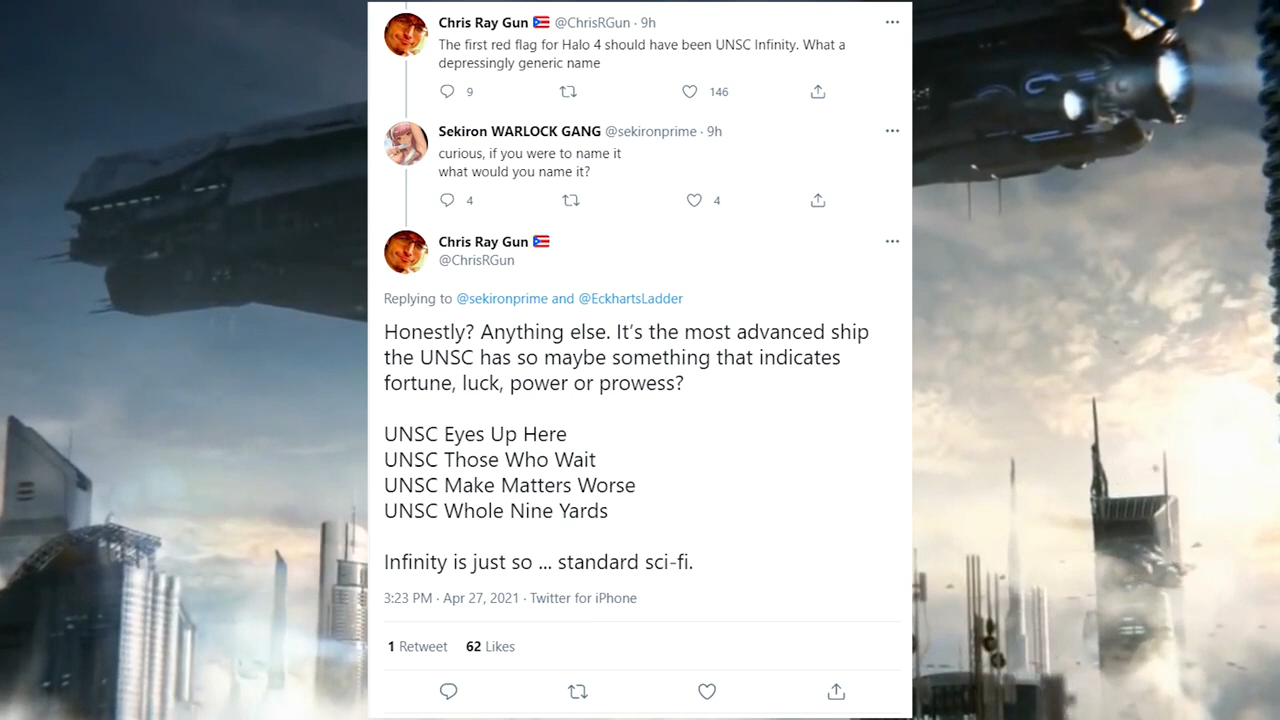 Chris Ray Gun 🇵🇷 @ChrisRGun · 9h
The first red flag for Halo 4 should have been UNSC Infinity. What a
depressingly generic name
9 146
Sekiron WARLOCK GANG @sekironprime · 9h
curious, if you were to name it
what would you name it?
4 4
Chris Ray Gun 🇵🇷
@ChrisRGun
Replying to @sekironprime and @EckhartsLadder
Honestly? Anything else. It’s the most advanced ship
the UNSC has so maybe something that indicates
fortune, luck, power or prowess?
UNSC Eyes Up Here
UNSC Those Who Wait
UNSC Make Matters Worse
UNSC Whole Nine Yards
Infinity is just so ... standard sci-fi.
3:23 PM · Apr 27, 2021 · Twitter for iPhone
1 Retweet 62 Likes